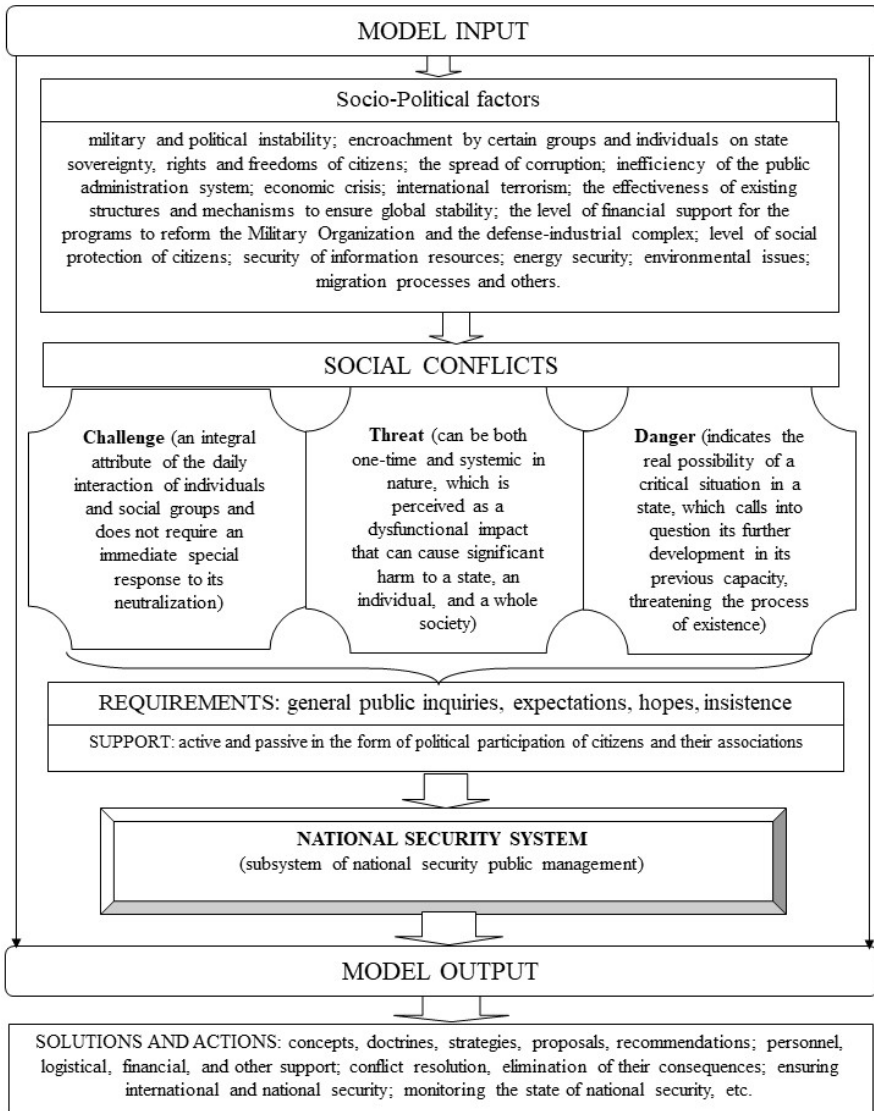 MODEL INPUT
Socio-Political factors
military and political instability; encroachment by certain groups and individuals on state
sovereignty, rights and freedoms of citizens; the spread of corruption; inefficiency of the public
administration system; economic crisis; international terrorism; the effectiveness of existing
structures and mechanisms to ensure global stability; the level of financial support for the
programs to reform the Military Organization and the defense-industrial complex; level of social
protection of citizens; security of information resources; energy security; environmental issues;
migration processes and others.
SOCIAL CONFLICTS
Challenge (an integral
attribute of the daily
interaction of individuals
and social groups and
does not require an
immediate special
response to its
neutralization)
Threat (can be both
one-time and systemic in
nature, which is
perceived as a
dysfunctional impact
that can cause significant
harm to a state, an
individual, and a whole
society)
Danger (indicates the
real possibility of a
critical situation in a
state, which calls into
question its further
development in its
previous capacity,
threatening the process
of existence)
REQUIREMENTS: general public inquiries, expectations, hopes, insistence
SUPPORT: active and passive in the form of political participation of citizens and their associations
NATIONAL SECURITY SYSTEM
(subsystem of national security public management)
MODEL OUTPUT
SOLUTIONS AND ACTIONS: concepts, doctrines, strategies, proposals, recommendations; personnel,
logistical, financial, and other support; conflict resolution, elimination of their consequences; ensuring
international and national security; monitoring the state of national security, etc.